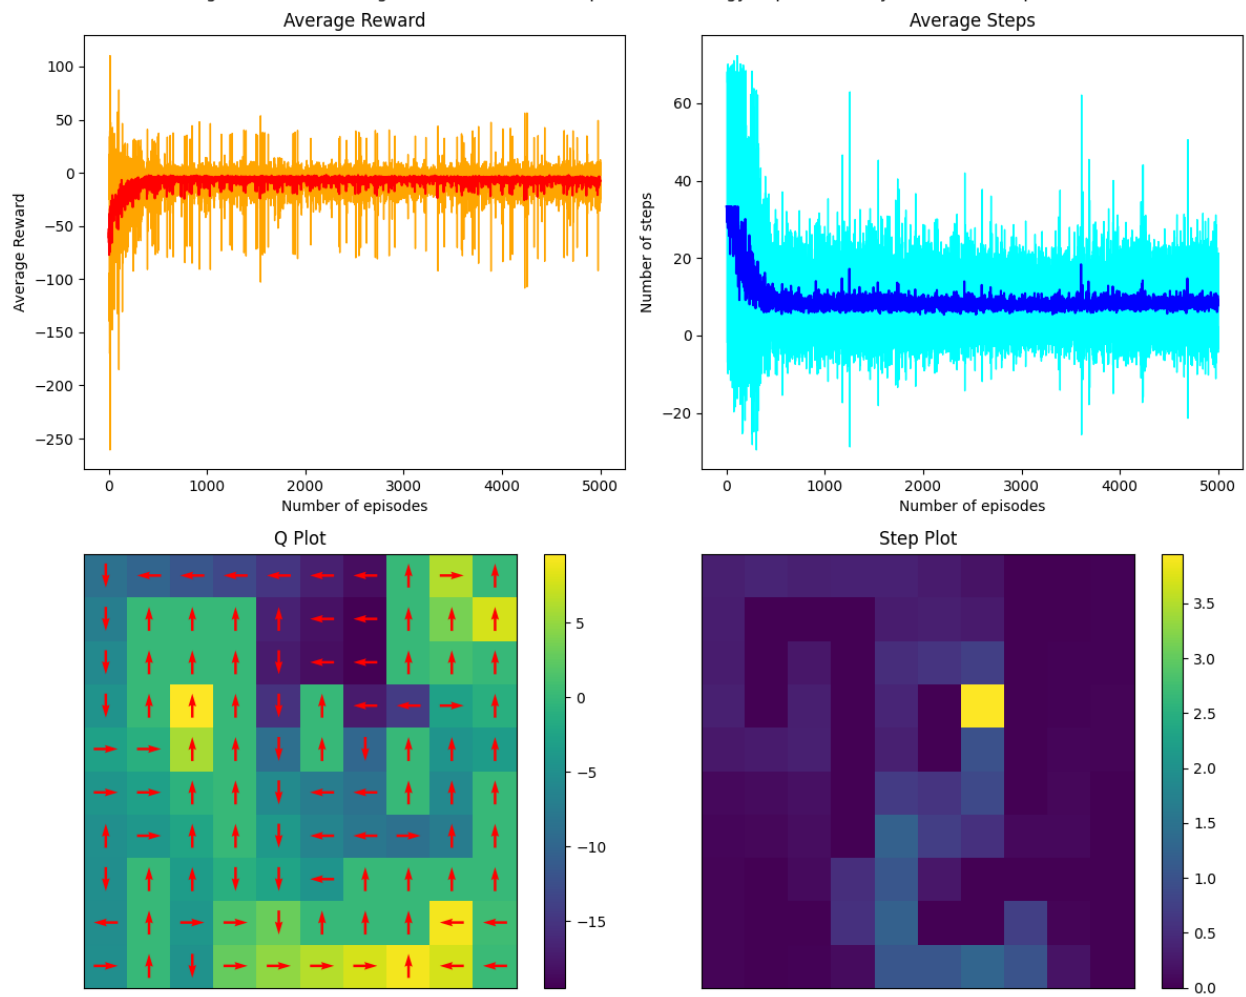 Average Reward
100
50
0
−50
−100
−150
−200
−250
Average Reward
0 1000 2000 3000 4000 5000
Number of episodes
Average Steps
60
40
20
0
−20
Number of steps
0 1000 2000 3000 4000 5000
Number of episodes
Q Plot
5
0
−5
−10
−15
Step Plot
3.5
3.0
2.5
2.0
1.5
1.0
0.5
0.0